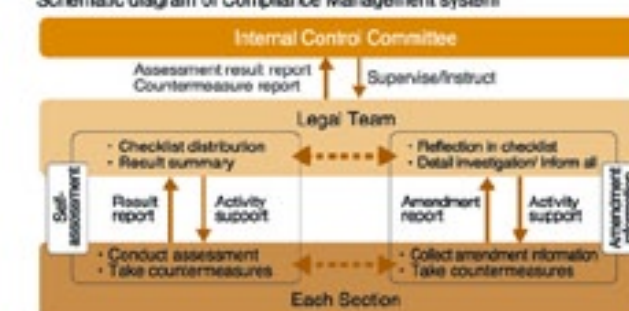 Schematic diagram of Compliance Management system
Internal Control Committee
Assessment result report
Countermeasure report
Supervise/Instruct
Legal Team
・Checklist distribution
・Result summary
・Reflection in checklist
・Detail investigation/ Inform all
Self-
assessment
Result
report
Activity
support
Amendment
report
Activity
support
Amendment
・Conduct assessment
・Take countermeasures
・Collect amendment information
・Take countermeasures
Each Section